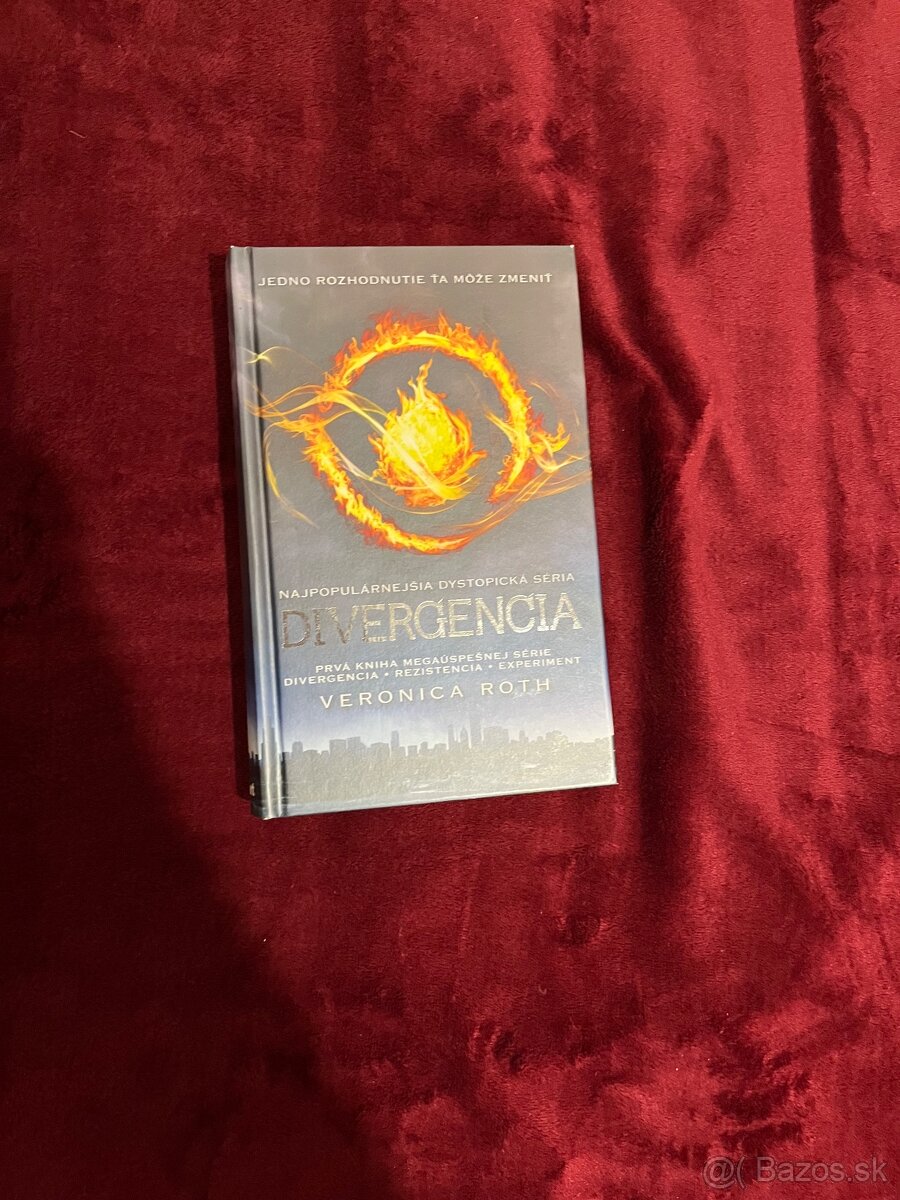 JEDNO ROZHODNUTIE ŤA MÔŽE ZMENIŤ
NAJPOPULÁRNEJŠIA DYSTOPICKÁ SÉRIA
DIVERGENCIA
PRVÁ KNIHA MEGAÚSPEŠNEJ SÉRIE
DIVERGENCIA • REZISTENCIA • EXPERIMENT
VERONICA ROTH
@( Bazos.sk